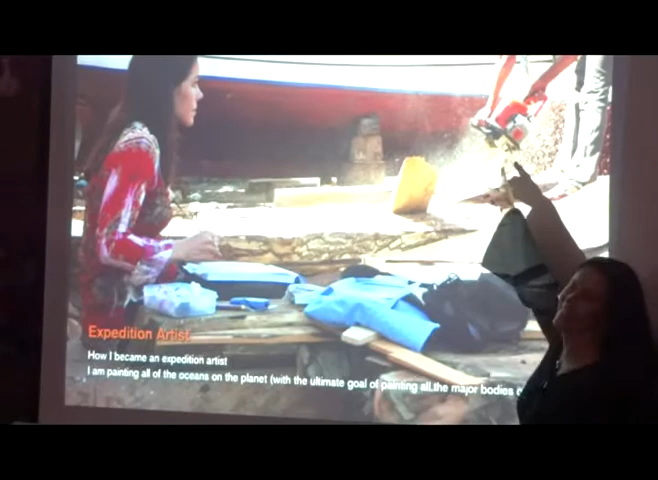 Expedition Artist
How I became an expedition artist
I am painting all of the oceans on the planet (with the ultimate goal of painting all the major bodies